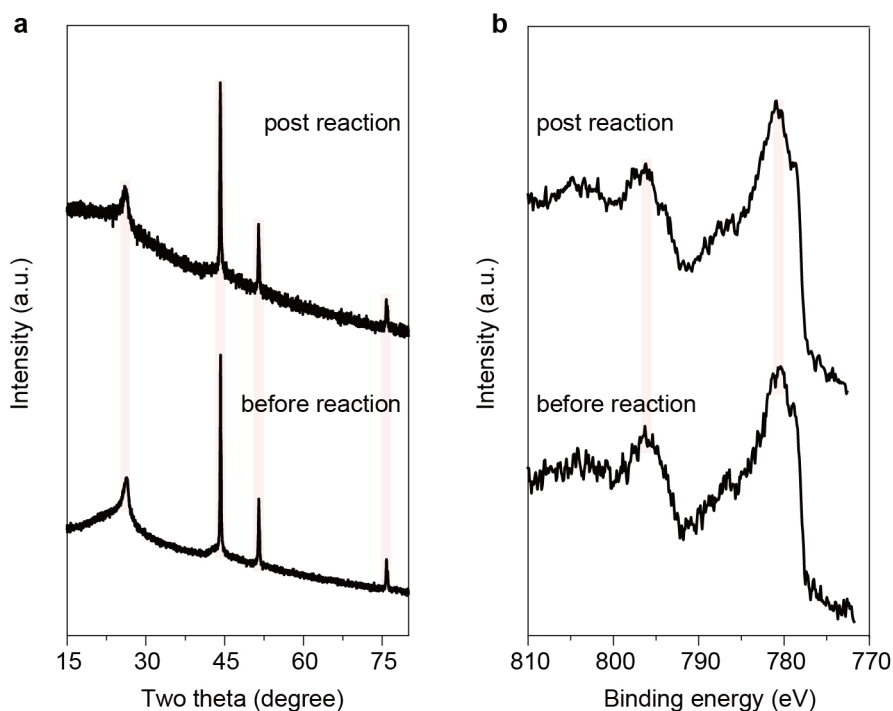 a
post reaction
before reaction
Intensity (a.u.)
15 30 45 60 75
Two theta (degree)
b
post reaction
before reaction
Intensity (a.u.)
810 800 790 780 770
Binding energy (eV)